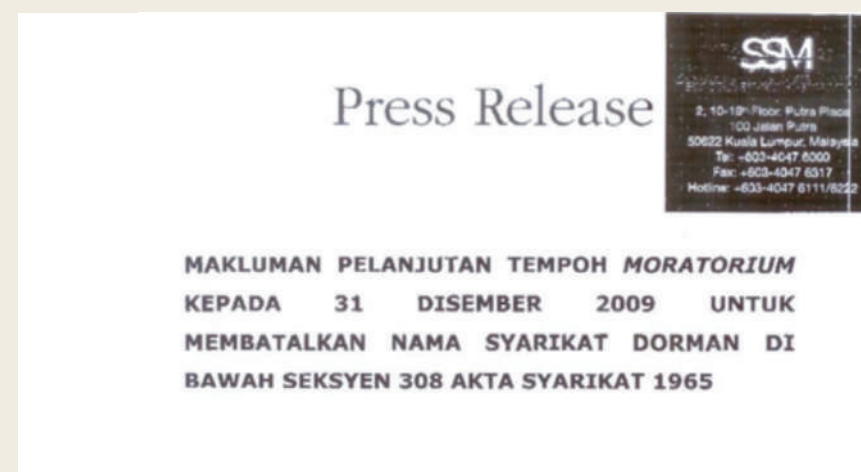 Press Release
SSM
2, 10-19th Floor, Putra Place
100 Jalan Putra
50622 Kuala Lumpur, Malaysia
Tel: +603-4047 6000
Fax: +603-4047 6317
Hotline: +603-4047 6111/6222
MAKLUMAN PELANJUTAN TEMPOH MORATORIUM
KEPADA 31 DISEMBER 2009 UNTUK
MEMBATALKAN NAMA SYARIKAT DORMAN DI
BAWAH SEKSYEN 308 AKTA SYARIKAT 1965